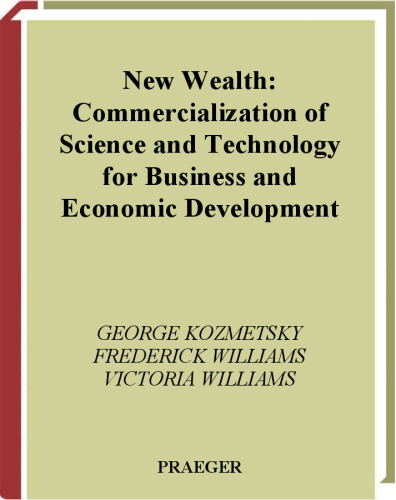 New Wealth:
Commercialization of
Science and Technology
for Business and
Economic Development
GEORGE KOZMETSKY
FREDERICK WILLIAMS
VICTORIA WILLIAMS
PRAEGER